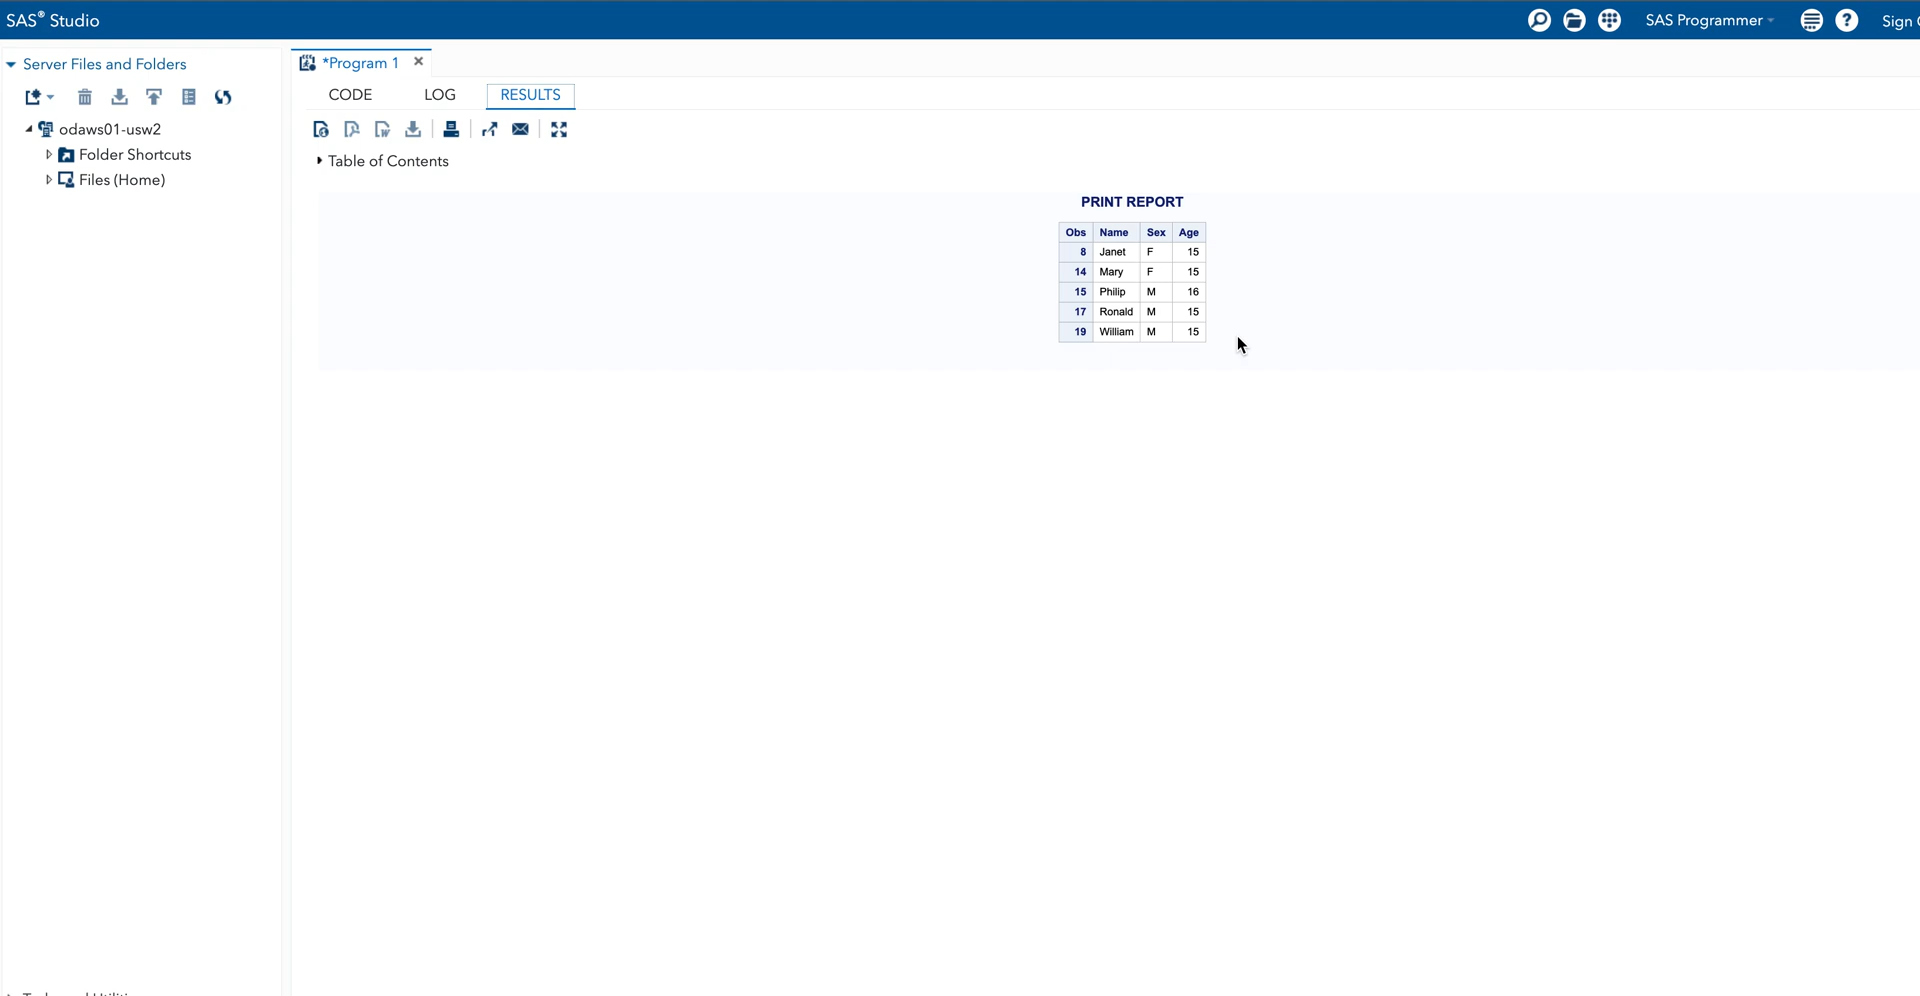 SAS® Studio
SAS Programmer
Sign
Server Files and Folders
*Program 1
CODE LOG RESULTS
odaws01-usw2
Folder Shortcuts
Files (Home)
Table of Contents
PRINT REPORT
Obs Name Sex Age
8 Janet F 15
14 Mary F 15
15 Philip M 16
17 Ronald M 15
19 William M 15